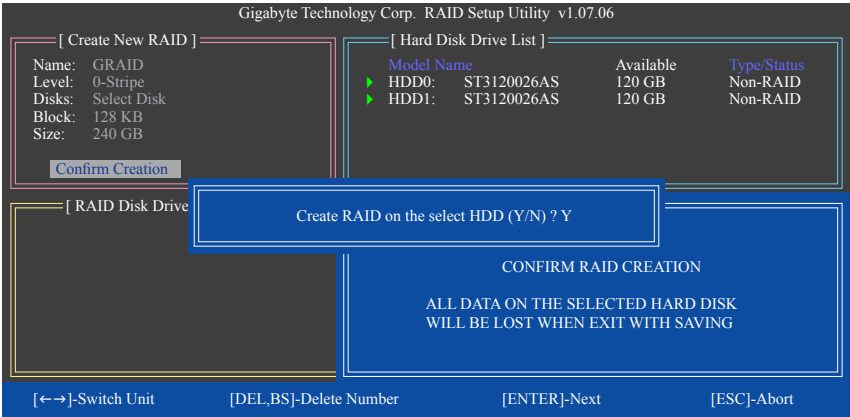 Gigabyte Technology Corp. RAID Setup Utility v1.07.06
[ Create New RAID ]
Name: GRAID
Level: 0-Stripe
Disks: Select Disk
Block: 128 KB
Size: 240 GB
Confirm Creation
[ Hard Disk Drive List ]
Model Name Available Type/Status
HDD0: ST3120026AS 120 GB Non-RAID
HDD1: ST3120026AS 120 GB Non-RAID
[ RAID Disk Drive
Create RAID on the select HDD (Y/N) ? Y
CONFIRM RAID CREATION
ALL DATA ON THE SELECTED HARD DISK
WILL BE LOST WHEN EXIT WITH SAVING
[←→]-Switch Unit [DEL,BS]-Delete Number [ENTER]-Next [ESC]-Abort